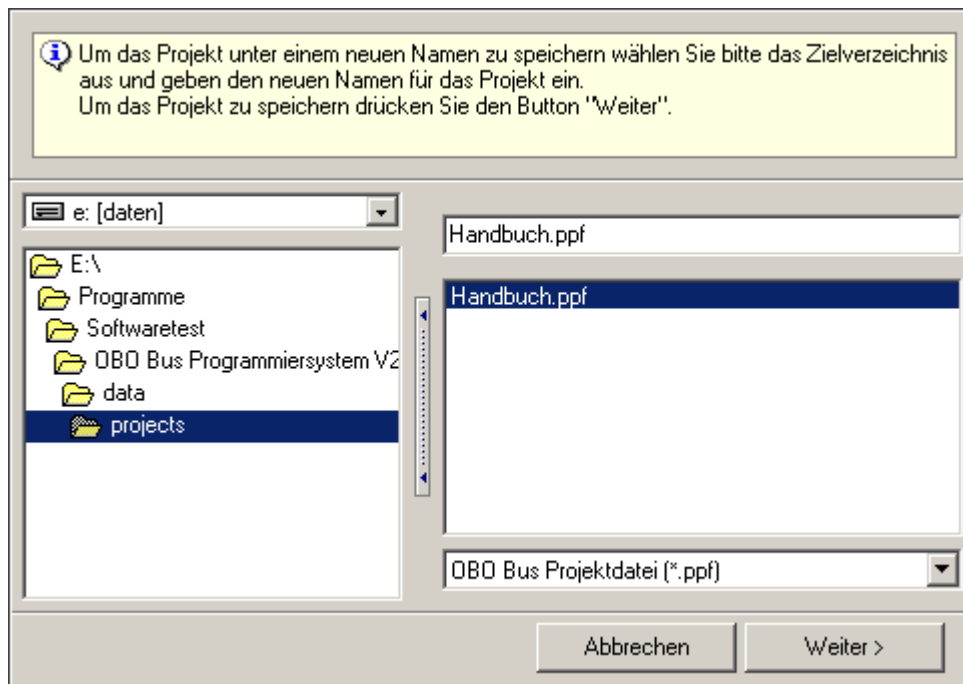 Um das Projekt unter einem neuen Namen zu speichern wählen Sie bitte das Zielverzeichnis
aus und geben den neuen Namen für das Projekt ein.
Um das Projekt zu speichern drücken Sie den Button "Weiter".
e: [daten]
E:\
Programme
Softwaretest
OBO Bus Programmiersystem V2
data
projects
Handbuch.ppf
Handbuch.ppf
OBO Bus Projektdatei (*.ppf)
Abbrechen
Weiter >